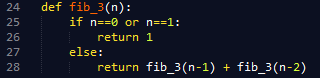 24 def fib_3(n):
25     if n==0 or n==1:
26         return 1
27     else:
28         return fib_3(n-1) + fib_3(n-2)